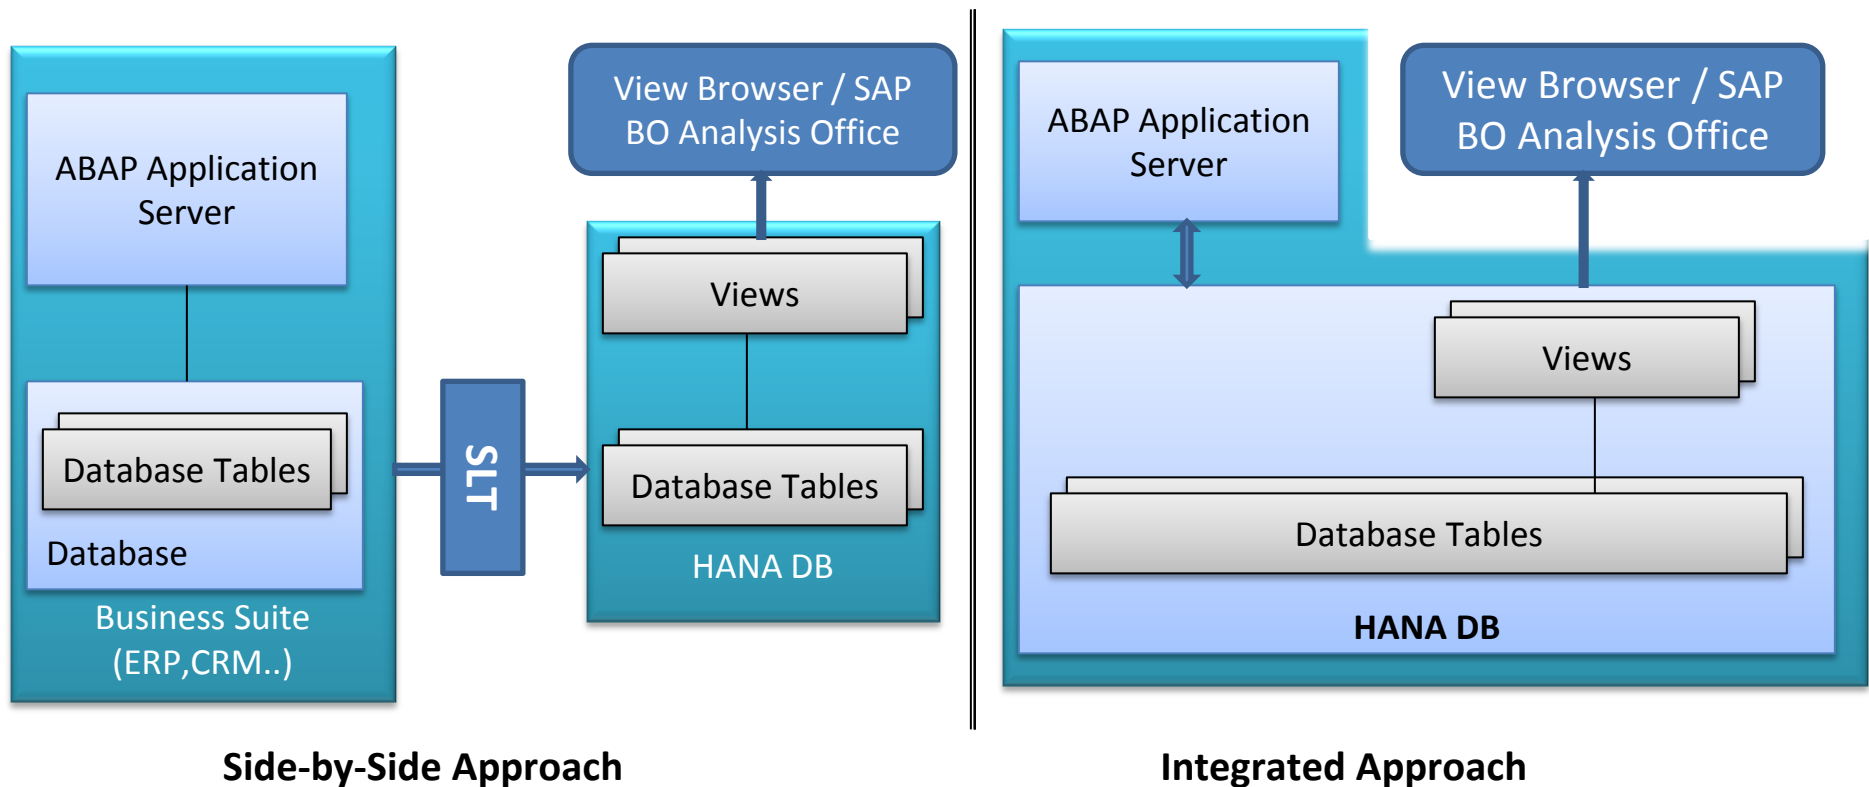 ABAP Application
Server
Database Tables
Database
Business Suite
(ERP,CRM..)
SLT
View Browser / SAP
BO Analysis Office
Views
Database Tables
HANA DB
Side-by-Side Approach
ABAP Application
Server
View Browser / SAP
BO Analysis Office
Views
Database Tables
HANA DB
Integrated Approach